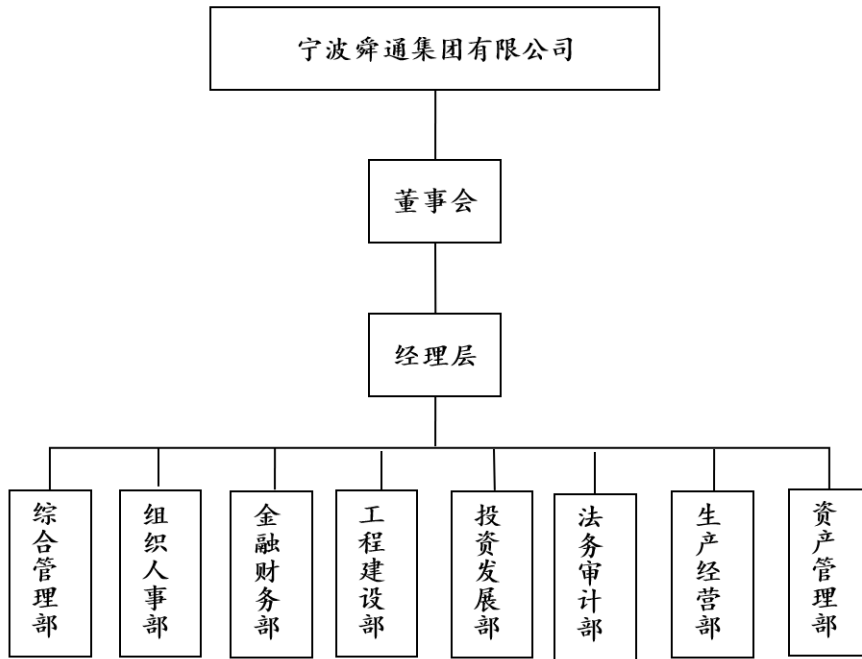 宁波舜通集团有限公司
董事会
经理层
综合管理部
组织人事部
金融财务部
工程建设部
投资发展部
法务审计部
生产经营部
资产管理部